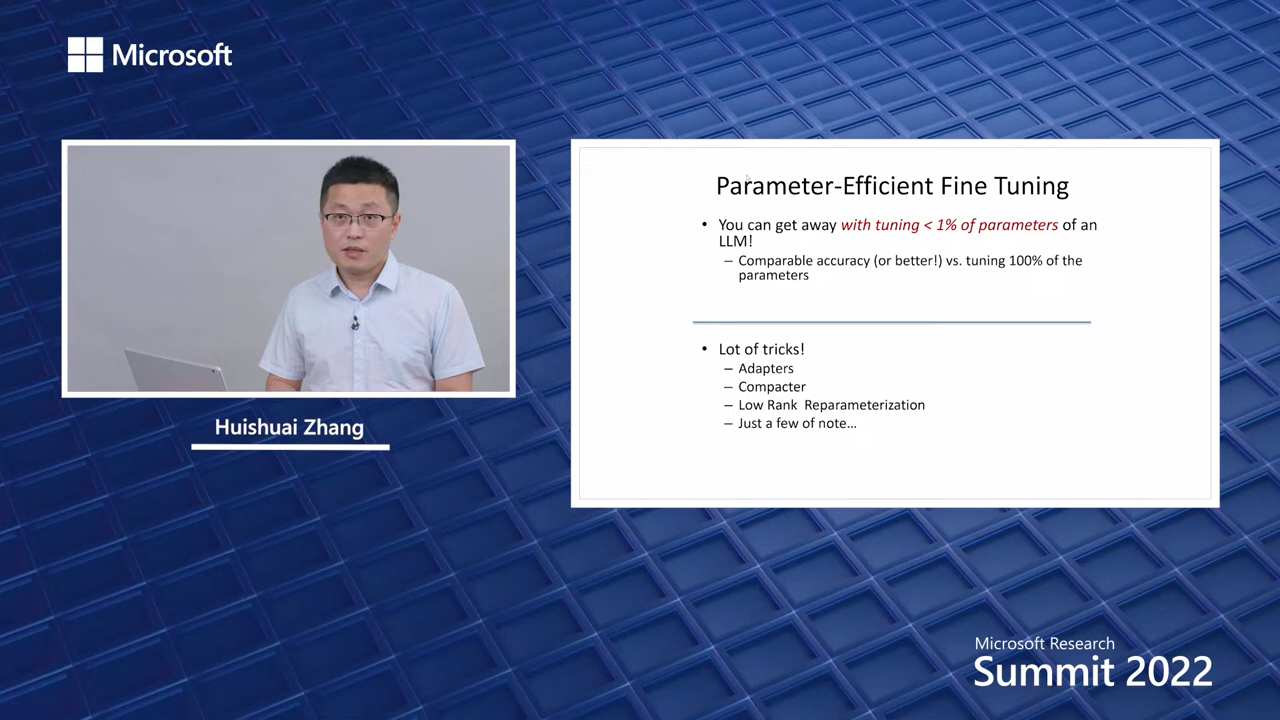 Microsoft
Huishuai Zhang
Parameter-Efficient Fine Tuning
• You can get away with tuning < 1% of parameters of an
LLM!
– Comparable accuracy (or better!) vs. tuning 100% of the
parameters
• Lot of tricks!
– Adapters
– Compacter
– Low Rank Reparameterization
– Just a few of note...
Microsoft Research
Summit 2022